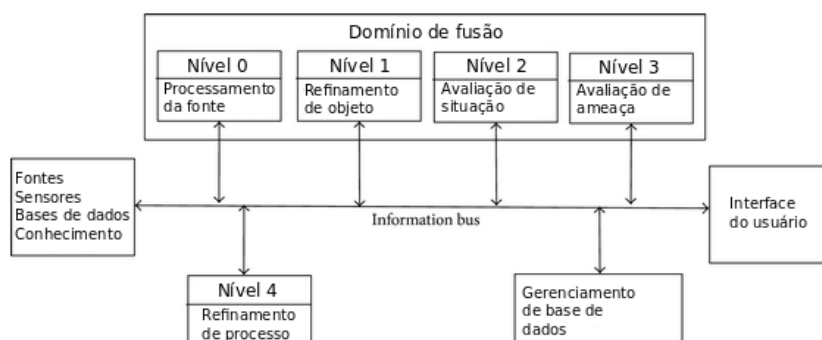 Domínio de fusão
Nível 0
Processamento
da fonte
Nível 1
Refinamento
de objeto
Nível 2
Avaliação de
situação
Nível 3
Avaliação de
ameaça
Fontes
Sensores
Bases de dados
Conhecimento
Information bus
Interface
do usuário
Nível 4
Refinamento
de processo
Gerenciamento
de base de
dados